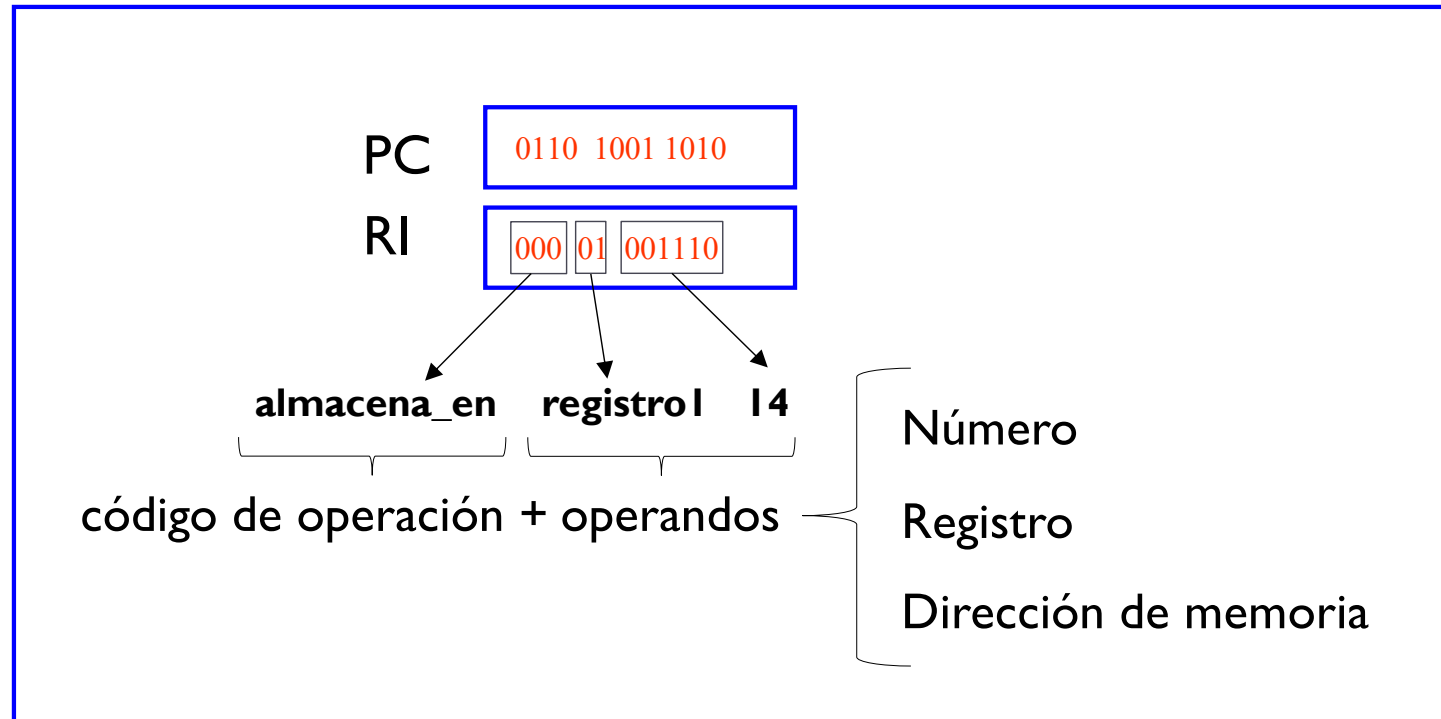 PC 0110 1001 1010
RI 000 01 001110
almacena_en registro1 14
código de operación + operandos
Número
Registro
Dirección de memoria